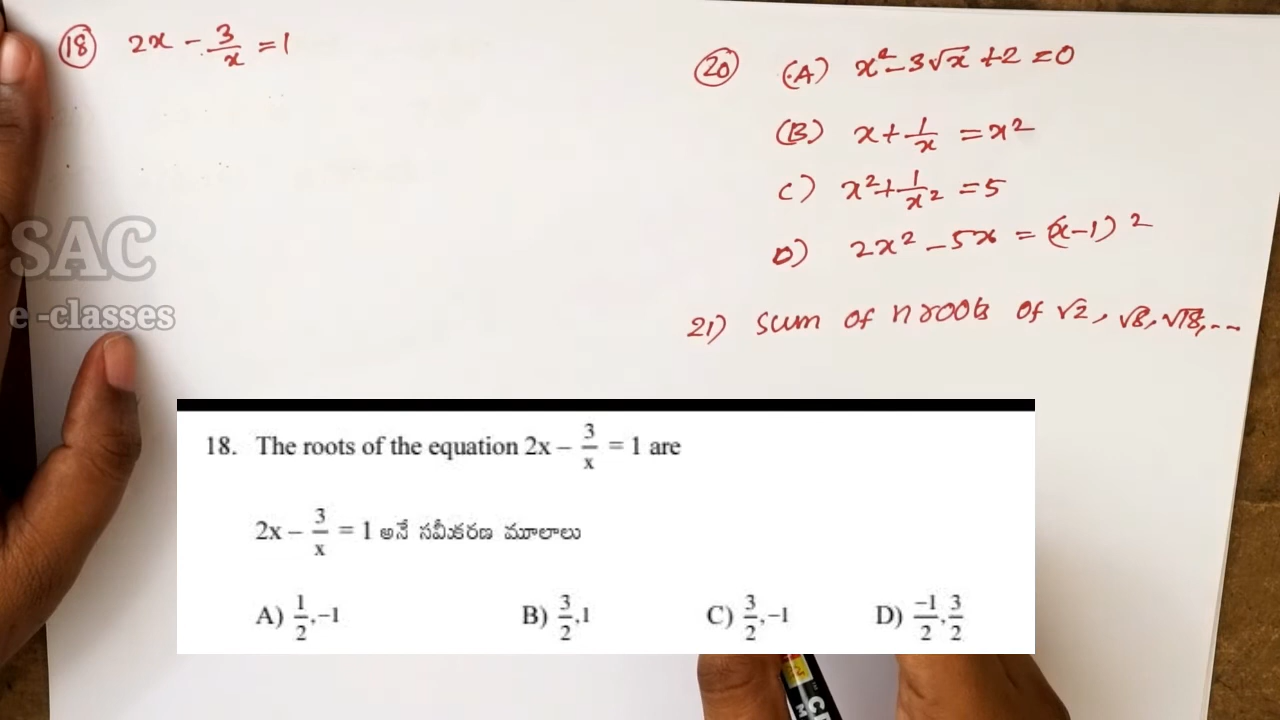 (18) 2x - 3/x = 1
(20) (A) x² - 3√x + 2 = 0
(B) x + 1/x = x²
C) x² + 1/x² = 5
D) 2x² - 5x = (x-1)²
21) Sum of n roots of √2, √8, √18, ...
SAC
e -classes
18. The roots of the equation 2x – 3/x = 1 are
2x – 3/x = 1 అనే సమీకరణ మూలాలు
A) 1/2, –1 B) 3/2, 1 C) 3/2, –1 D) –1/2, 3/2